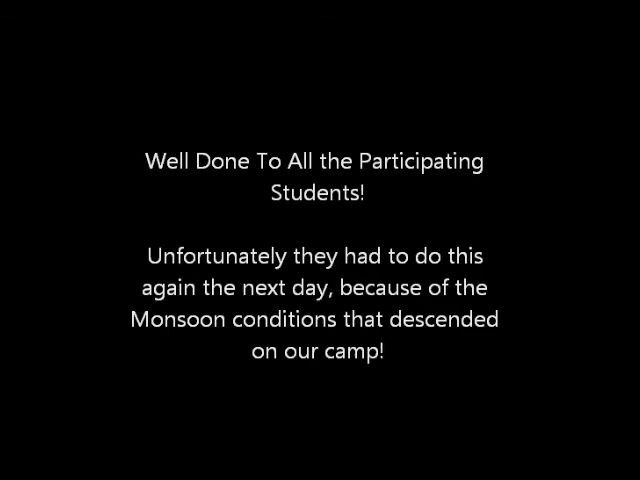 Well Done To All the Participating
Students!
Unfortunately they had to do this
again the next day, because of the
Monsoon conditions that descended
on our camp!